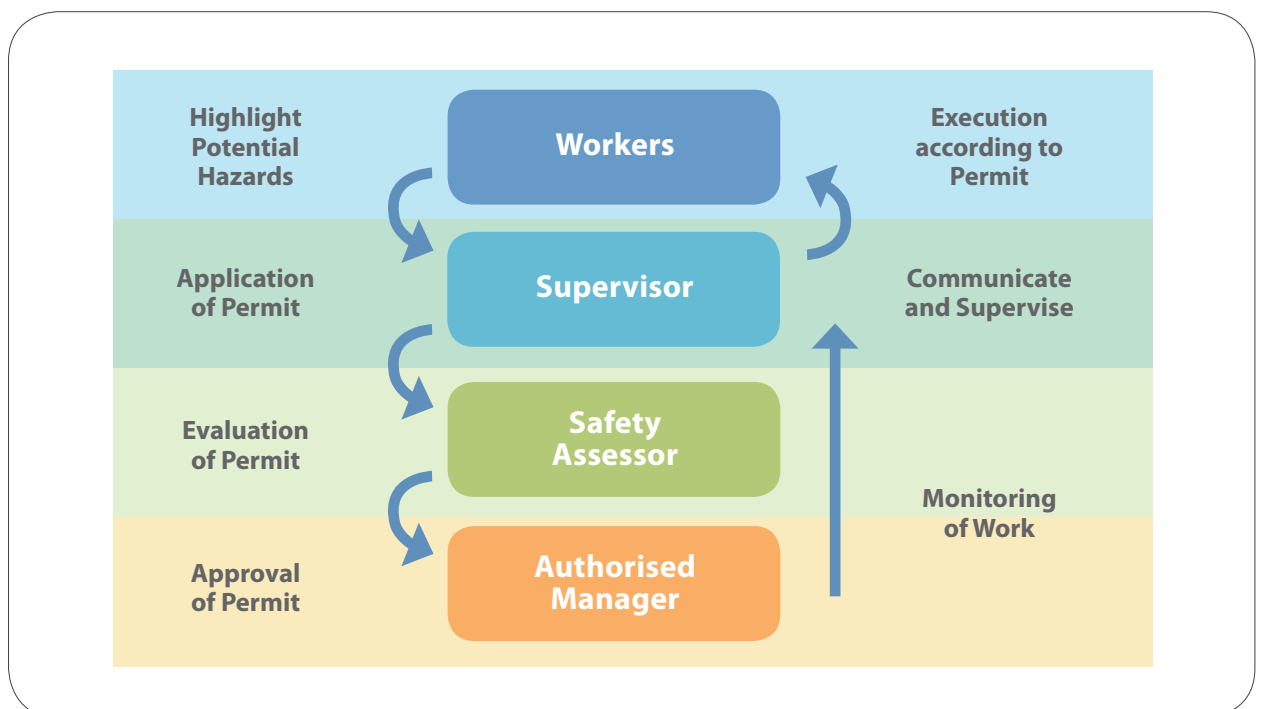 Highlight
Potential
Hazards
Workers
Execution
according to
Permit
Application
of Permit
Supervisor
Communicate
and Supervise
Evaluation
of Permit
Safety
Assessor
Monitoring
of Work
Approval
of Permit
Authorised
Manager